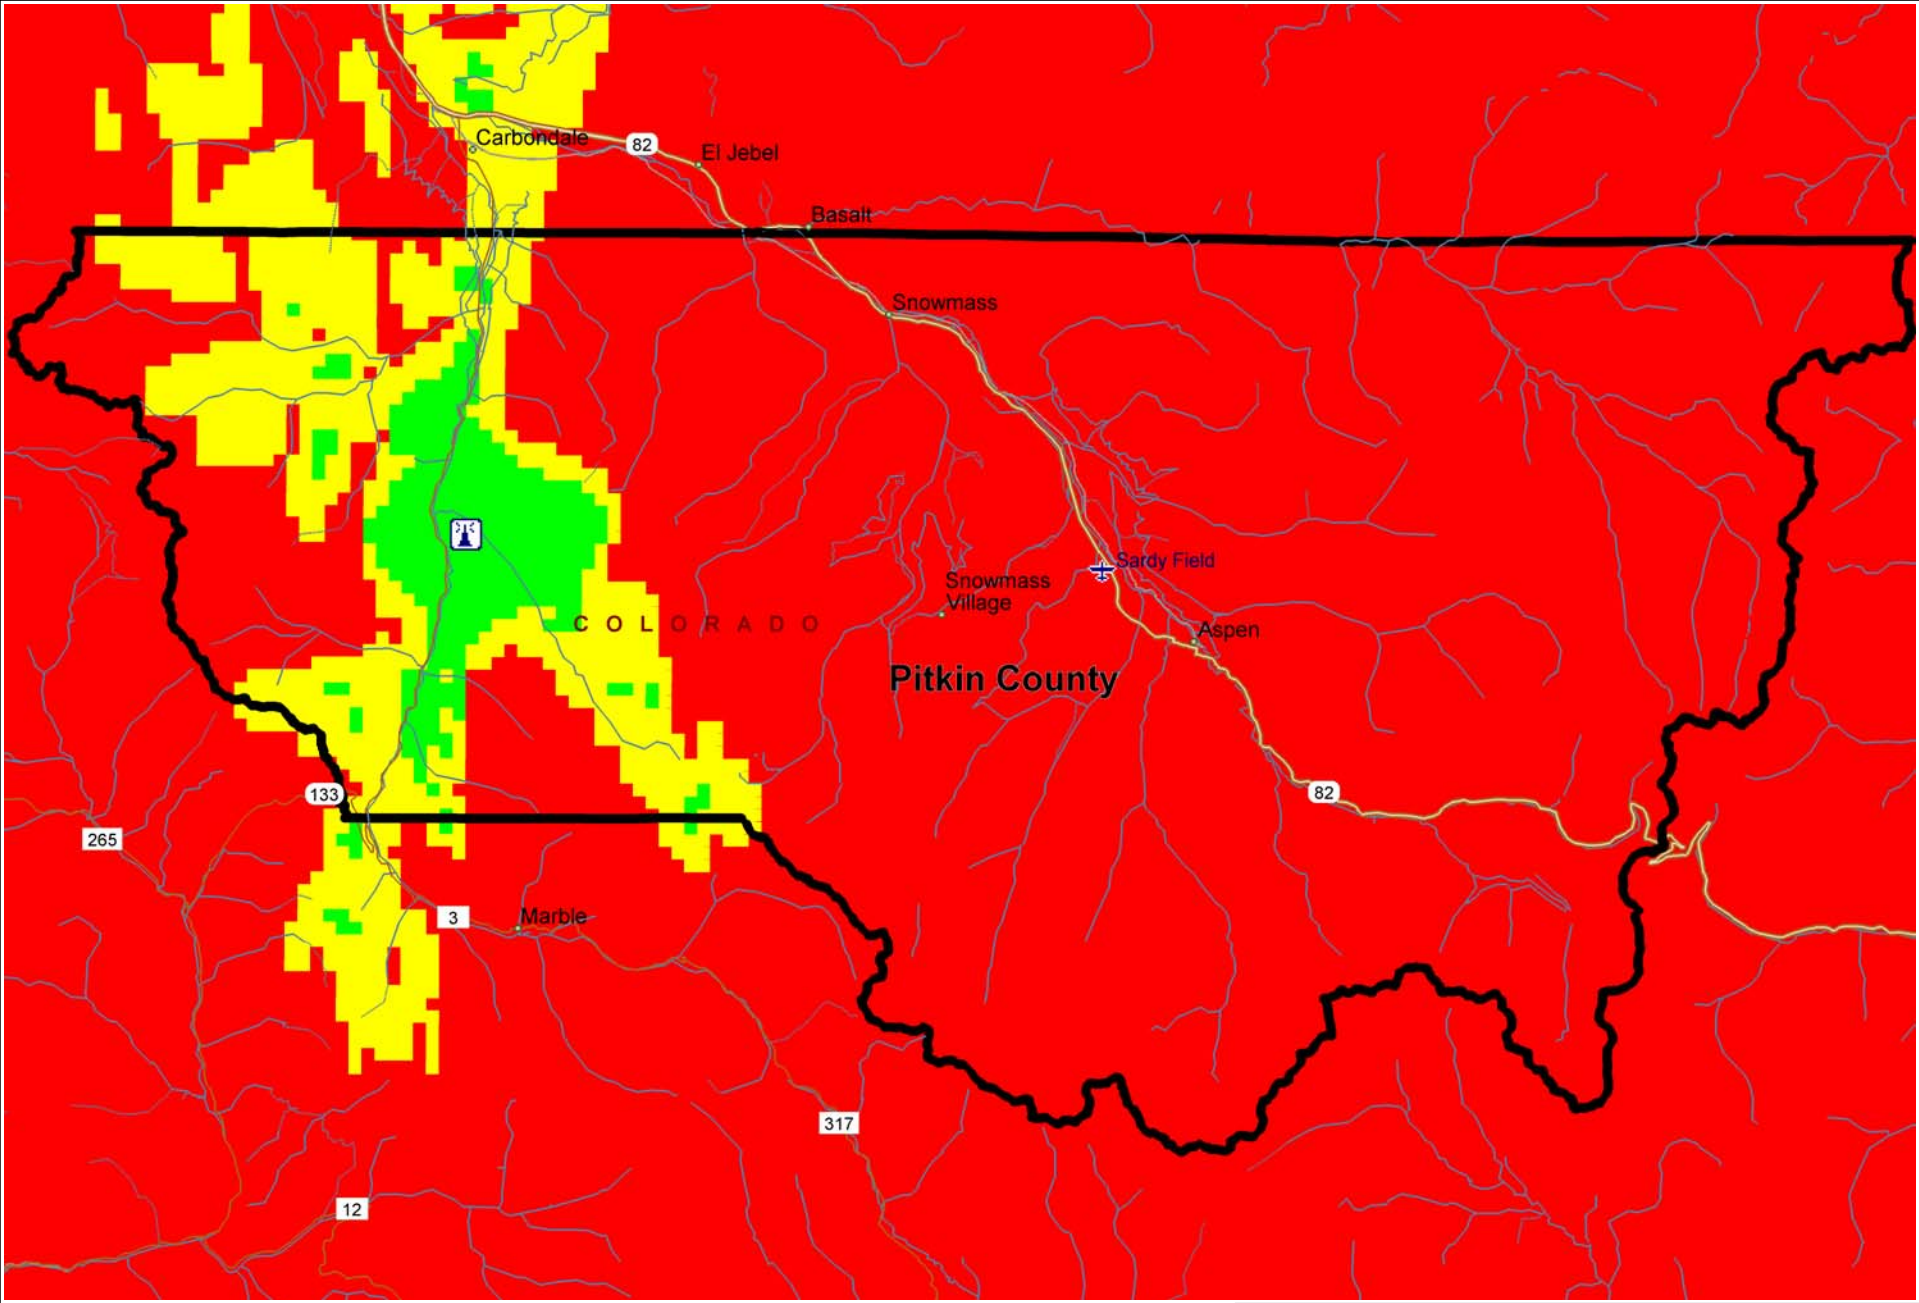 Carbondale
82
El Jebel
Basalt
Snowmass
Sardy Field
Snowmass
Village
COLORADO
Aspen
Pitkin County
133
82
265
3
Marble
317
12